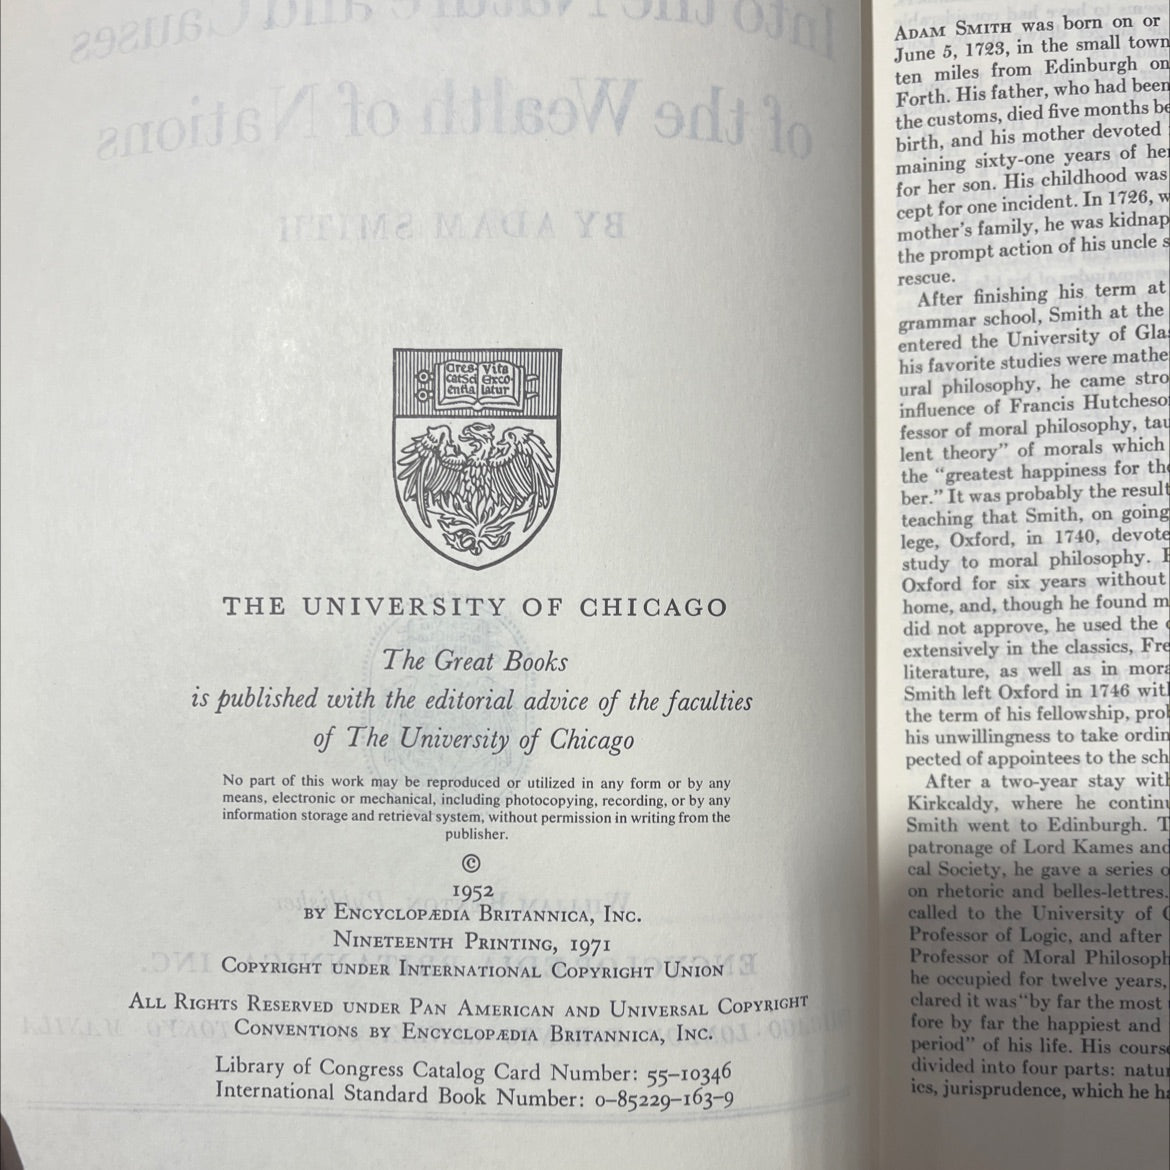 Into the Nature and Causes
of the Wealth of Nations
BY ADAM SMITH
Cres Vita
cat Sci Exco
entia latur
THE UNIVERSITY OF CHICAGO
The Great Books
is published with the editorial advice of the faculties
of The University of Chicago
No part of this work may be reproduced or utilized in any form or by any
means, electronic or mechanical, including photocopying, recording, or by any
information storage and retrieval system, without permission in writing from the
publisher.
©
1952
BY ENCYCLOPÆDIA BRITANNICA, INC.
NINETEENTH PRINTING, 1971
COPYRIGHT UNDER INTERNATIONAL COPYRIGHT UNION
ALL RIGHTS RESERVED UNDER PAN AMERICAN AND UNIVERSAL COPYRIGHT
CONVENTIONS BY ENCYCLOPÆDIA BRITANNICA, INC.
Library of Congress Catalog Card Number: 55-10346
International Standard Book Number: 0-85229-163-9
ADAM SMITH was born on or
June 5, 1723, in the small town
ten miles from Edinburgh on
Forth. His father, who had been
the customs, died five months be
birth, and his mother devoted
maining sixty-one years of her
for her son. His childhood was
cept for one incident. In 1726, w
mother's family, he was kidnap
the prompt action of his uncle s
rescue.
After finishing his term at
grammar school, Smith at the
entered the University of Glas
his favorite studies were mathe
ural philosophy, he came stro
influence of Francis Hutcheso
fessor of moral philosophy, tau
lent theory" of morals which
the "greatest happiness for the
ber." It was probably the result
teaching that Smith, on going
lege, Oxford, in 1740, devote
study to moral philosophy. H
Oxford for six years without
home, and, though he found m
did not approve, he used the
extensively in the classics, Fre
literature, as well as in mora
Smith left Oxford in 1746 with
the term of his fellowship, prob
his unwillingness to take ordin
pected of appointees to the sch
After a two-year stay with
Kirkcaldy, where he continu
Smith went to Edinburgh. T
patronage of Lord Kames and
cal Society, he gave a series o
on rhetoric and belles-lettres.
called to the University of G
Professor of Logic, and after
Professor of Moral Philosoph
he occupied for twelve years,
clared it was "by far the most
fore by far the happiest and
period" of his life. His course
divided into four parts: natur
ics, jurisprudence, which he ha